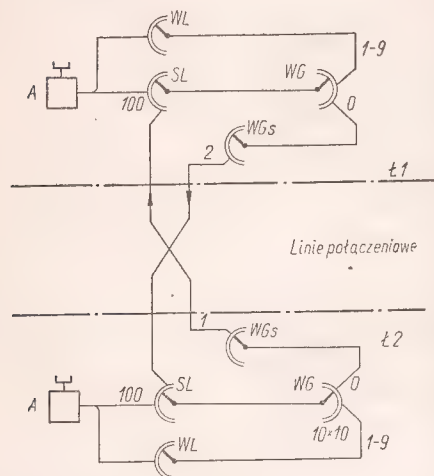 WL
1-9
A
SL
WG
100
0
WGs
2
Ł1
Linie połączeniowe
1
WGs
Ł2
A
100
SL
WG
0
10×10
WL
1-9